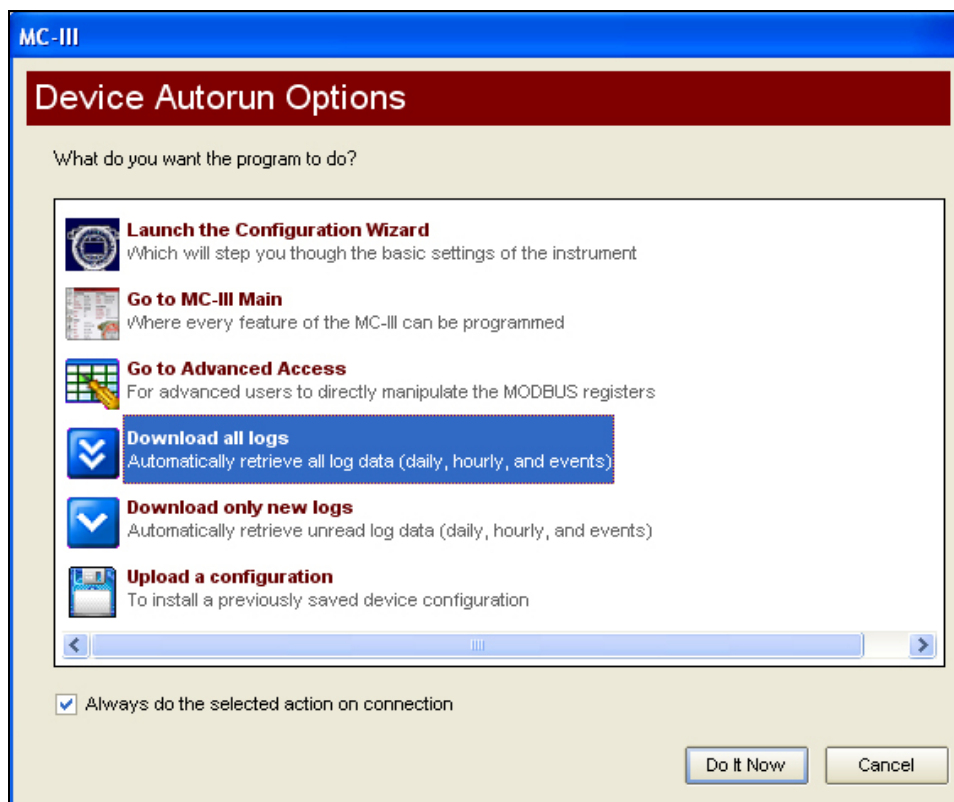 MC-III
Device Autorun Options
What do you want the program to do?
Launch the Configuration Wizard
Which will step you though the basic settings of the instrument
Go to MC-III Main
Where every feature of the MC-III can be programmed
Go to Advanced Access
For advanced users to directly manipulate the MODBUS registers
Download all logs
Automatically retrieve all log data (daily, hourly, and events)
Download only new logs
Automatically retrieve unread log data (daily, hourly, and events)
Upload a configuration
To install a previously saved device configuration
Always do the selected action on connection
Do It Now Cancel